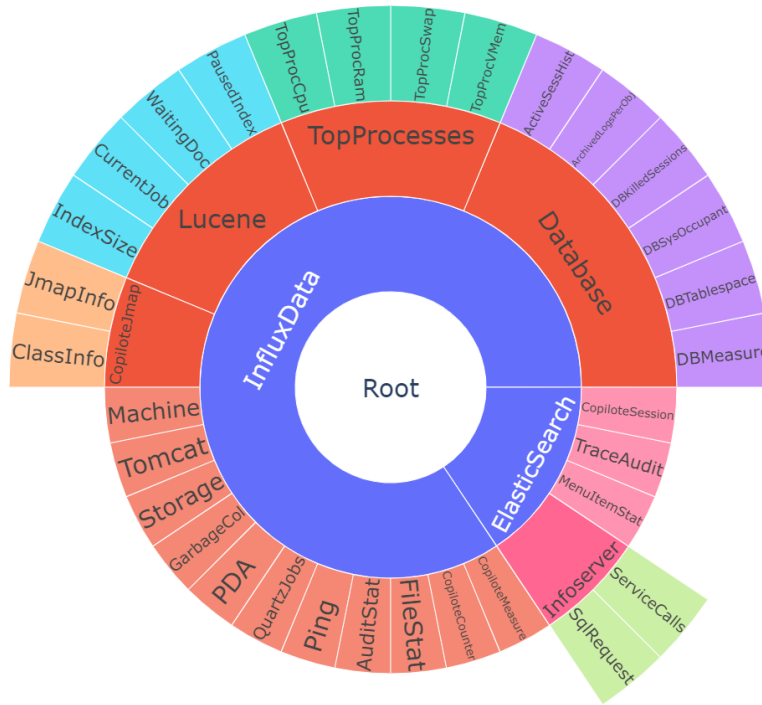 Root
InfluxData
ElasticSearch
TopProcesses
Database
Lucene
CopiloteJmap
Machine
Tomcat
Storage
GarbageCol
PDA
QuartzJobs
Ping
AuditStat
FileStat
CopiloteCounter
CopiloteMeasure
Infoserver
MenuItemStat
TraceAudit
CopiloteSession
TopProcCpu
TopProcRam
TopProcSwap
TopProcVMem
ActiveSessHist
ArchivedLogsPerObj
DBKilledSessions
DBSysOccupant
DBTablespace
DBMeasure
PausedIndex
WaitingDoc
CurrentJob
IndexSize
JmapInfo
ClassInfo
ServiceCalls
SqlRequest